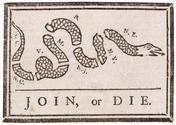 N.E.
M.
V.
N.Y.
N.C.
JOIN, or DIE.